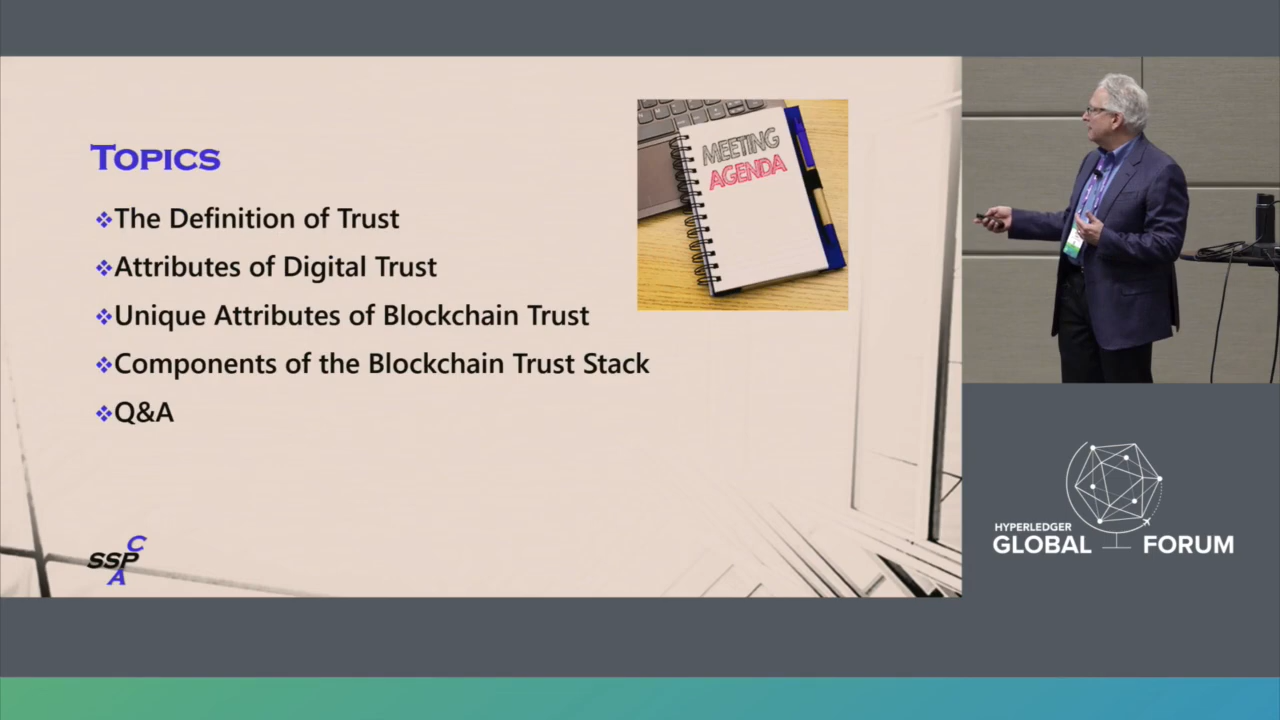 TOPICS
The Definition of Trust
Attributes of Digital Trust
Unique Attributes of Blockchain Trust
Components of the Blockchain Trust Stack
Q&A
MEETING
AGENDA
SSP
C
A
HYPERLEDGER
GLOBAL FORUM